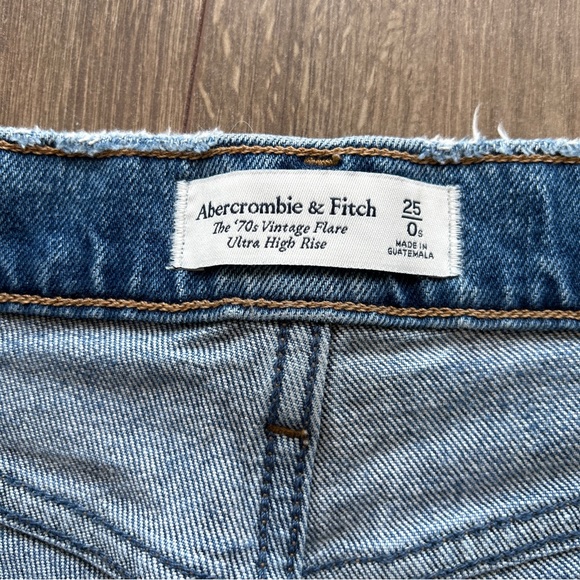 Abercrombie & Fitch
The '70s Vintage Flare
Ultra High Rise
25
0s
MADE IN
GUATEMALA